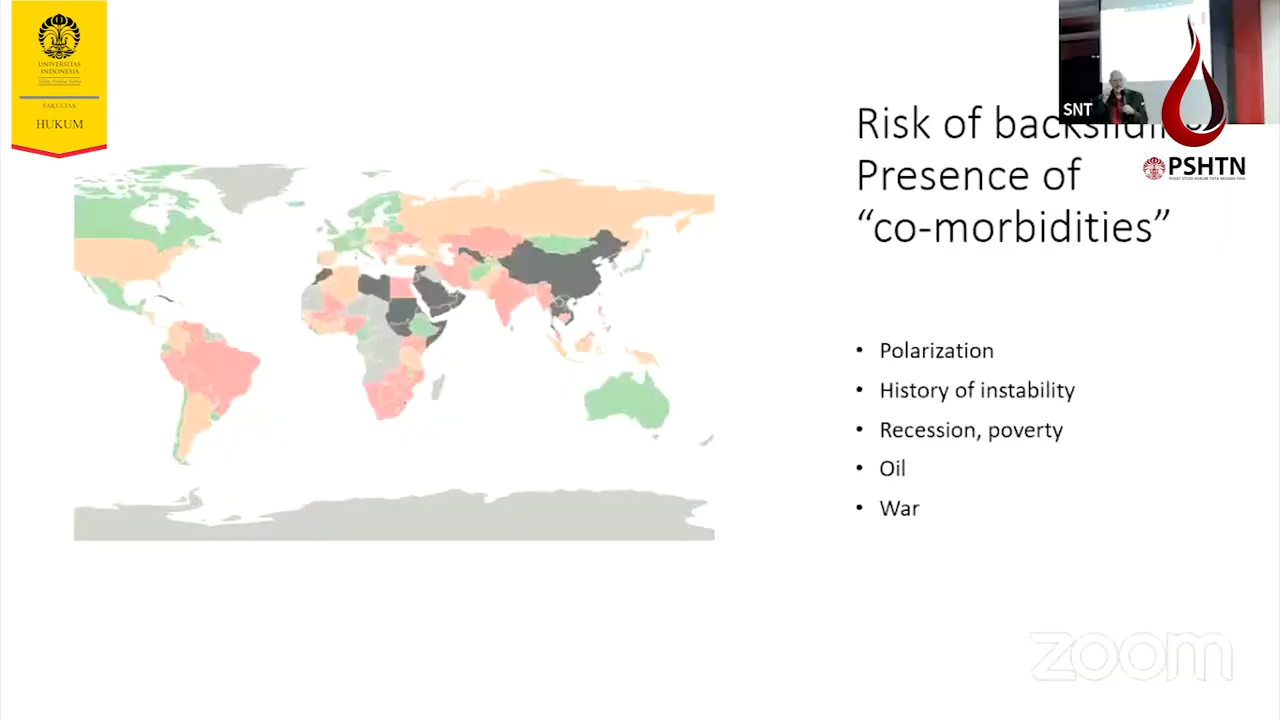 UNIVERSITAS
INDONESIA
FAKULTAS
HUKUM
SNT
Risk of backsliding:
Presence of
“co-morbidities”
PSHTN
• Polarization
• History of instability
• Recession, poverty
• Oil
• War
zoom